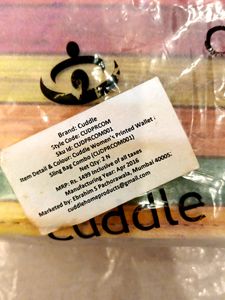 Brand: Cuddle
Style Code: CUDPRCOM
Sku Id: CUDPRCOM001
Item Detail & Colour: Cuddle Women's Printed Wallet -
Sling Bag Combo (CUDPRCOM001)
Net Qty: 2 N
MRP: Rs. 1499 Inclusive of all taxes
Manufacturing Year: Apr 2016
Marketed by: Ebrahim S Pachorawala, Mumbai 40005.
cuddlehomeproducts@gmail.com
cuddle